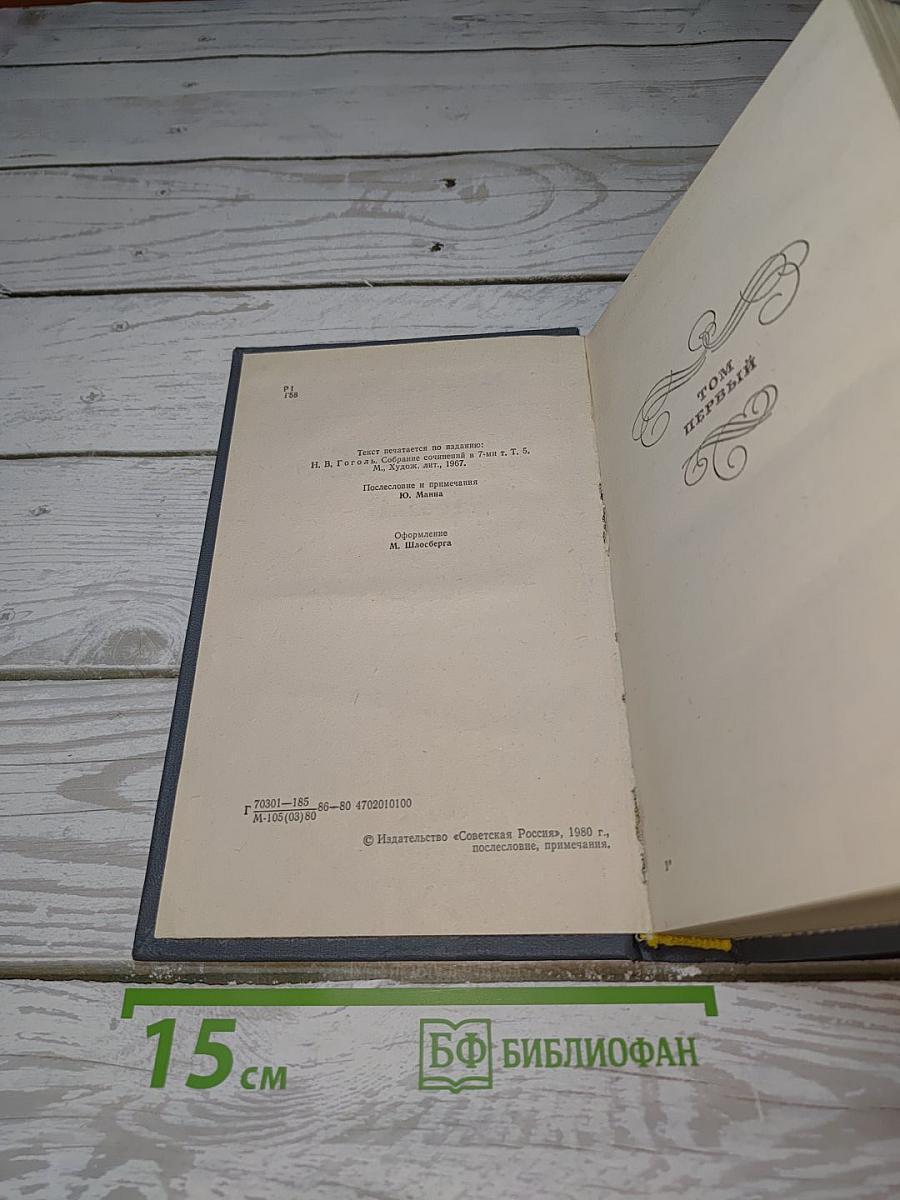 Р1
Г58
Текст печатается по изданию:
Н. В. Гоголь. Собрание сочинений в 7-ми т. Т. 5.
М., Худож. лит., 1967.
Послесловие и примечания
Ю. Манна
Оформление
М. Шлосберга
Г 70301—185 86—80 4702010100
М-105(03)80
© Издательство «Советская Россия», 1980 г.,
послесловие, примечания.
ТОМ
ПЕРВЫЙ
1*
15 см
БФ БИБЛИОФАН